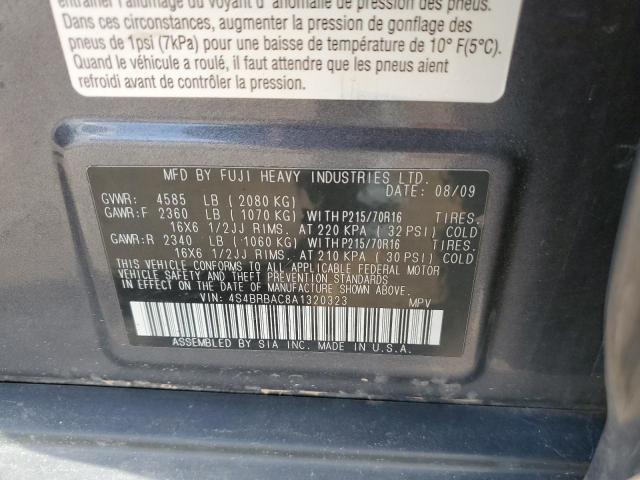 entraîner l'allumage du voyant d'anomalie de pression des pneus.
Dans ces circonstances, augmenter la pression de gonflage des
pneus de 1psi (7kPa) pour une baisse de température de 10° F(5°C).
Quand le véhicule a roulé, il faut attendre que les pneus aient
refroidi avant de contrôler la pression.
MFD BY FUJI HEAVY INDUSTRIES LTD.
DATE: 08/09
GVWR: 4585 LB (2080 KG)
GAWR:F 2360 LB (1070 KG) WITH P215/70R16 TIRES.
16X6 1/2JJ RIMS, AT 220 KPA (32 PSI) COLD
GAWR:R 2340 LB (1060 KG) WITH P215/70R16 TIRES.
16X6 1/2JJ RIMS, AT 210 KPA (30 PSI) COLD
THIS VEHICLE CONFORMS TO ALL APPLICABLE FEDERAL MOTOR
VEHICLE SAFETY AND THEFT PREVENTION STANDARDS
IN EFFECT ON THE DATE OF MANUFACTURE SHOWN ABOVE.
VIN: 4S4BRBAC8A1320323 MPV
ASSEMBLED BY SIA INC. MADE IN U.S.A.